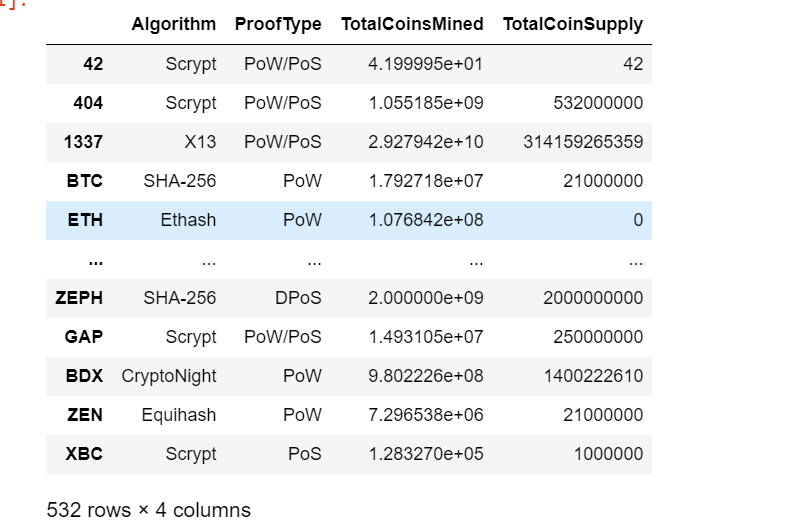 1]:
Algorithm ProofType TotalCoinsMined TotalCoinSupply
42 Scrypt PoW/PoS 4.199995e+01 42
404 Scrypt PoW/PoS 1.055185e+09 532000000
1337 X13 PoW/PoS 2.927942e+10 314159265359
BTC SHA-256 PoW 1.792718e+07 21000000
ETH Ethash PoW 1.076842e+08 0
... ... ... ... ...
ZEPH SHA-256 DPoS 2.000000e+09 2000000000
GAP Scrypt PoW/PoS 1.493105e+07 250000000
BDX CryptoNight PoW 9.802226e+08 1400222610
ZEN Equihash PoW 7.296538e+06 21000000
XBC Scrypt PoS 1.283270e+05 1000000
532 rows × 4 columns